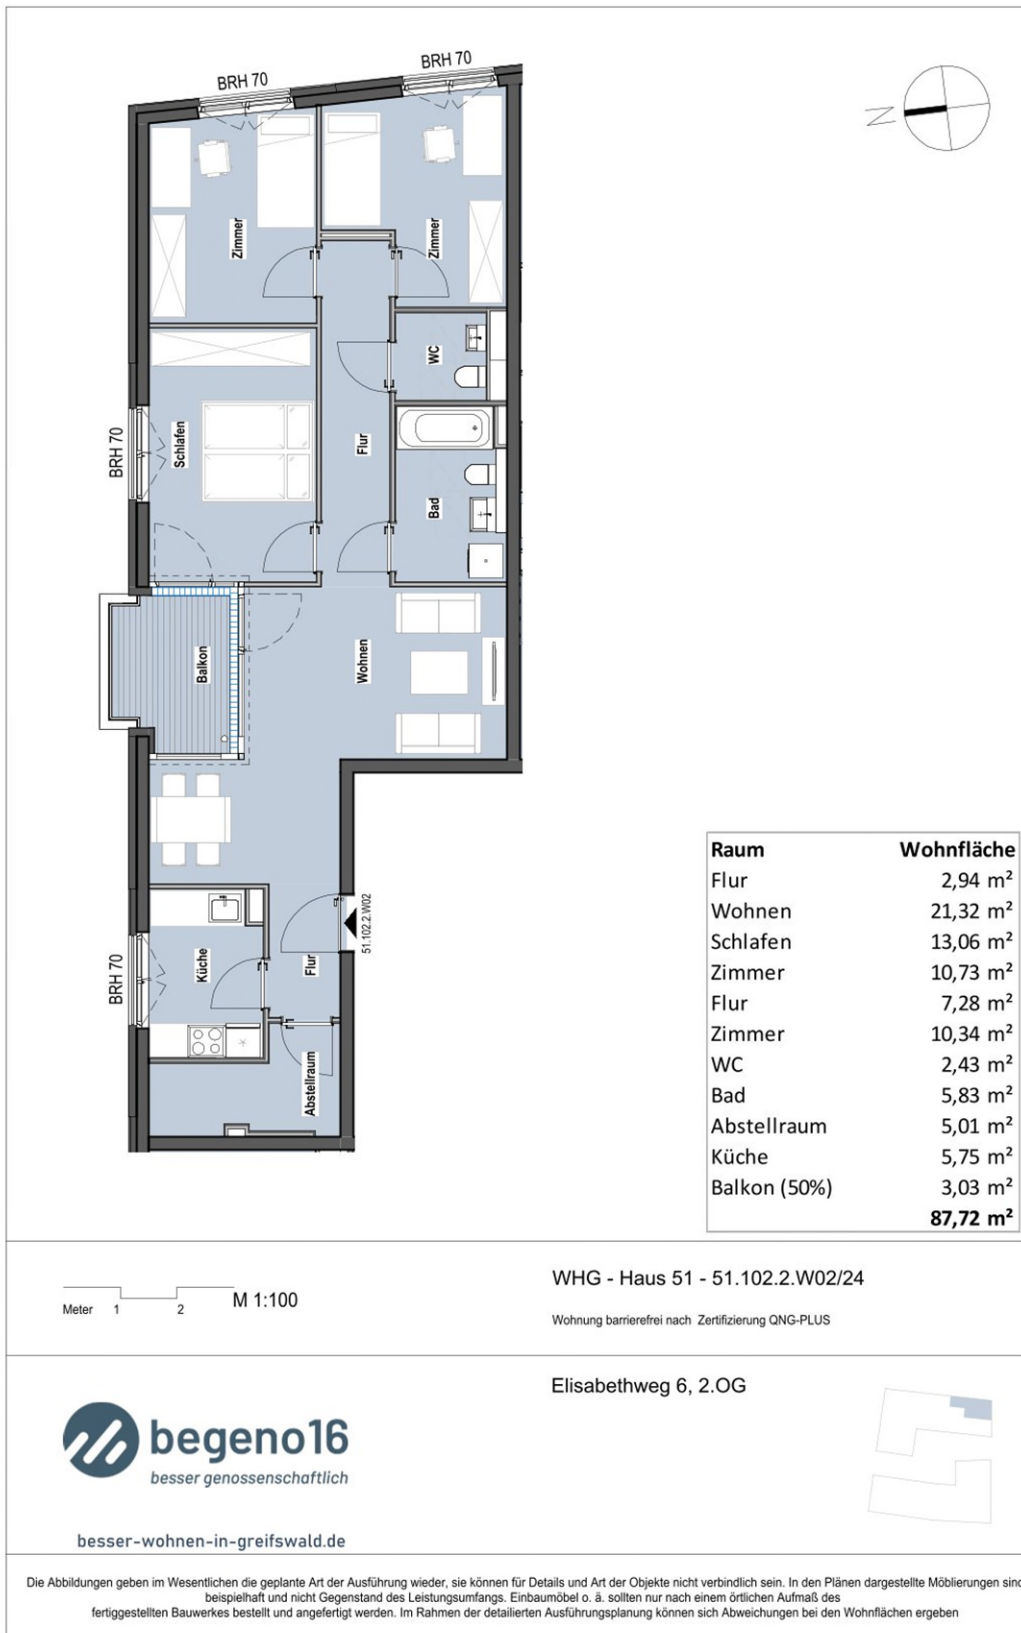 BRH 70
BRH 70
N
Zimmer
Zimmer
WC
BRH 70
Schlafen
Flur
Bad
Balkon
Wohnen
51.102.2.W02
BRH 70
Küche
Flur
Abstellraum
Raum Wohnfläche
Flur 2,94 m²
Wohnen 21,32 m²
Schlafen 13,06 m²
Zimmer 10,73 m²
Flur 7,28 m²
Zimmer 10,34 m²
WC 2,43 m²
Bad 5,83 m²
Abstellraum 5,01 m²
Küche 5,75 m²
Balkon (50%) 3,03 m²
87,72 m²
Meter 1 2 M 1:100
WHG - Haus 51 - 51.102.2.W02/24
Wohnung barrierefrei nach Zertifizierung QNG-PLUS
Elisabethweg 6, 2.OG
begeno16
besser genossenschaftlich
besser-wohnen-in-greifswald.de
Die Abbildungen geben im Wesentlichen die geplante Art der Ausführung wieder, sie können für Details und Art der Objekte nicht verbindlich sein. In den Plänen dargestellte Möblierungen sind
beispielhaft und nicht Gegenstand des Leistungsumfangs. Einbaumöbel o. ä. sollten nur nach einem örtlichen Aufmaß des
fertiggestellten Bauwerkes bestellt und angefertigt werden. Im Rahmen der detailierten Ausführungsplanung können sich Abweichungen bei den Wohnflächen ergeben